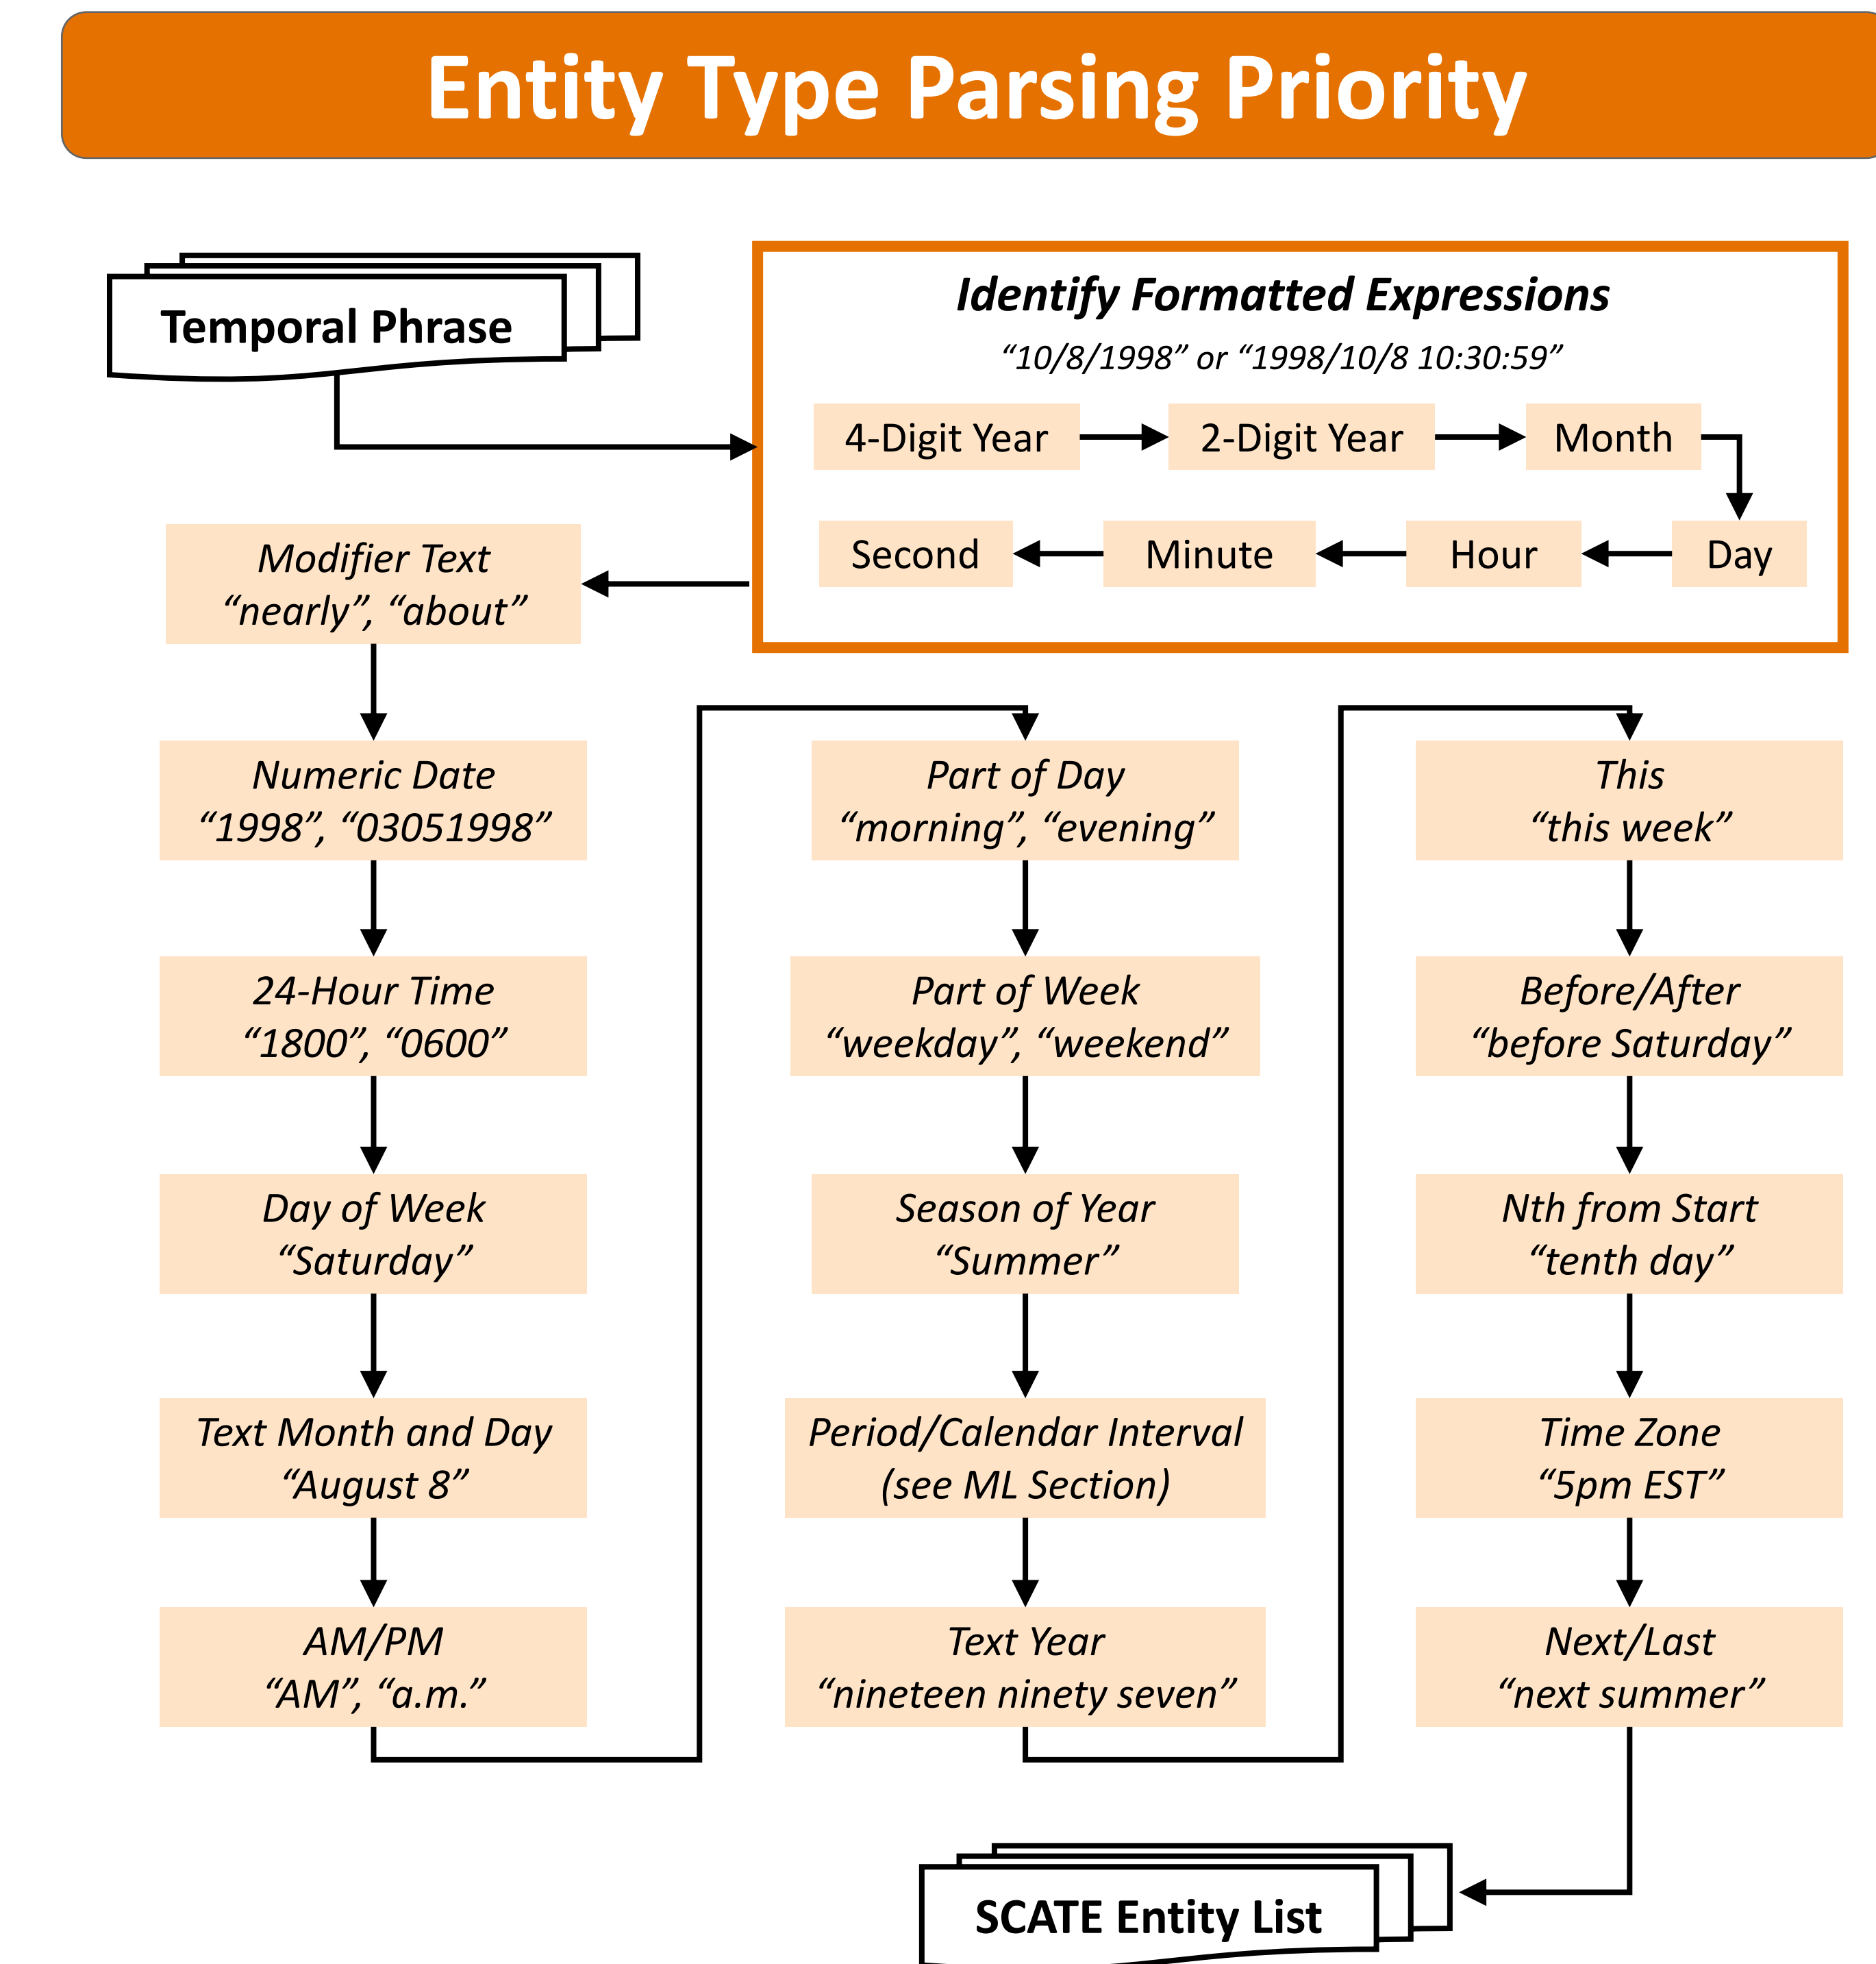 Entity Type Parsing Priority
Temporal Phrase
Identify Formatted Expressions
“10/8/1998” or “1998/10/8 10:30:59”
4-Digit Year
2-Digit Year
Month
Day
Hour
Minute
Second
Modifier Text
“nearly”, “about”
Numeric Date
“1998”, “03051998”
24-Hour Time
“1800”, “0600”
Day of Week
“Saturday”
Text Month and Day
“August 8”
AM/PM
“AM”, “a.m.”
Part of Day
“morning”, “evening”
Part of Week
“weekday”, “weekend”
Season of Year
“Summer”
Period/Calendar Interval
(see ML Section)
Text Year
“nineteen ninety seven”
This
“this week”
Before/After
“before Saturday”
Nth from Start
“tenth day”
Time Zone
“5pm EST”
Next/Last
“next summer”
SCATE Entity List